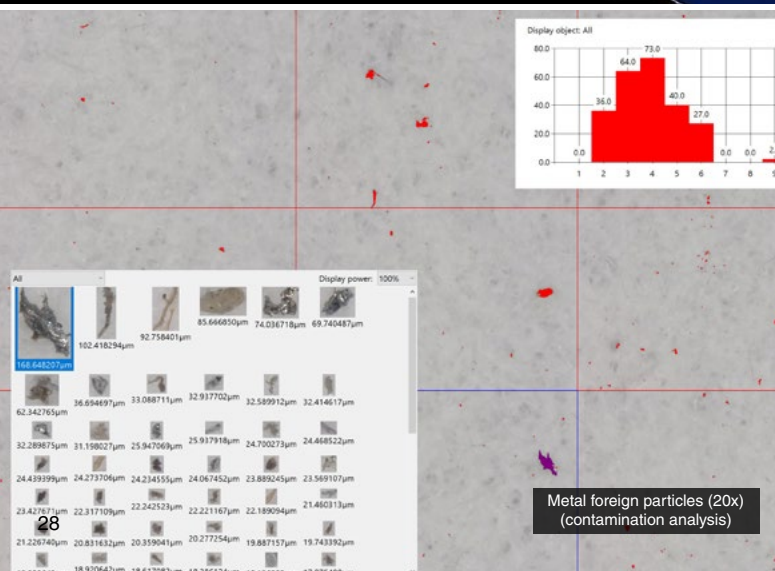 Display object: All
80.0
60.0
40.0
20.0
0.0
0.0 36.0 64.0 73.0 40.0 27.0 0.0 0.0
1 2 3 4 5 6 7 8
All Display power: 100%
168.648207μm 102.418294μm 92.758401μm 85.666850μm 74.036718μm 69.740487μm
62.342765μm 36.694697μm 33.088711μm 32.937702μm 32.589912μm 32.414617μm
32.289875μm 31.198027μm 25.947069μm 25.937918μm 24.700273μm 24.468522μm
24.439399μm 24.273706μm 24.234555μm 24.067452μm 23.889245μm 23.569107μm
23.427671μm 22.317109μm 22.242523μm 22.221167μm 22.189094μm 21.460313μm
28
21.226740μm 20.831632μm 20.359041μm 20.277254μm 19.887157μm 19.743392μm
Metal foreign particles (20x)
(contamination analysis)